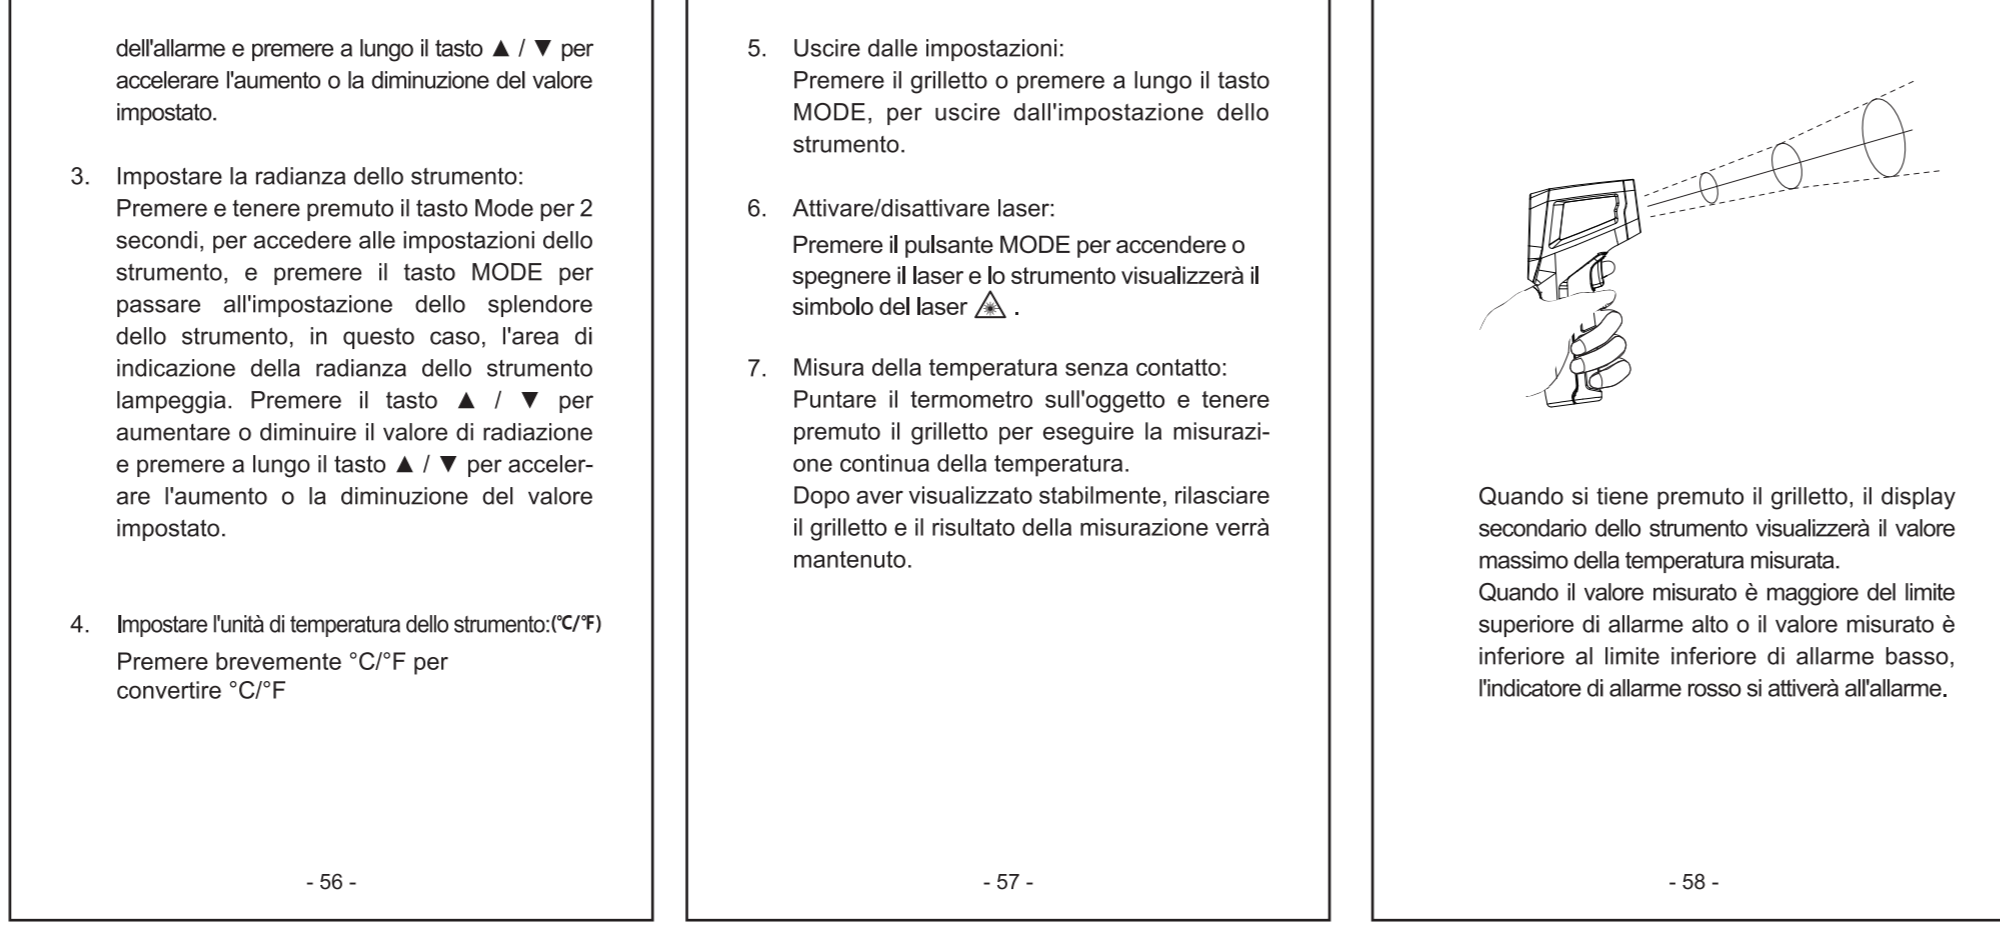 dell'allarme e premere a lungo il tasto ▲ / ▼ per
accelerare l'aumento o la diminuzione del valore
impostato.
3. Impostare la radianza dello strumento:
Premere e tenere premuto il tasto Mode per 2
secondi, per accedere alle impostazioni dello
strumento, e premere il tasto MODE per
passare all'impostazione dello splendore
dello strumento, in questo caso, l'area di
indicazione della radianza dello strumento
lampeggia. Premere il tasto ▲ / ▼ per
aumentare o diminuire il valore di radiazione
e premere a lungo il tasto ▲ / ▼ per acceler-
are l'aumento o la diminuzione del valore
impostato.
4. Impostare l'unità di temperatura dello strumento:(℃/℉)
Premere brevemente °C/°F per
convertire °C/°F
- 56 -
5. Uscire dalle impostazioni:
Premere il grilletto o premere a lungo il tasto
MODE, per uscire dall'impostazione dello
strumento.
6. Attivare/disattivare laser:
Premere il pulsante MODE per accendere o
spegnere il laser e lo strumento visualizzerà il
simbolo del laser .
7. Misura della temperatura senza contatto:
Puntare il termometro sull'oggetto e tenere
premuto il grilletto per eseguire la misurazi-
one continua della temperatura.
Dopo aver visualizzato stabilmente, rilasciare
il grilletto e il risultato della misurazione verrà
mantenuto.
- 57 -
Quando si tiene premuto il grilletto, il display
secondario dello strumento visualizzerà il valore
massimo della temperatura misurata.
Quando il valore misurato è maggiore del limite
superiore di allarme alto o il valore misurato è
inferiore al limite inferiore di allarme basso,
l'indicatore di allarme rosso si attiverà all'allarme.
- 58 -